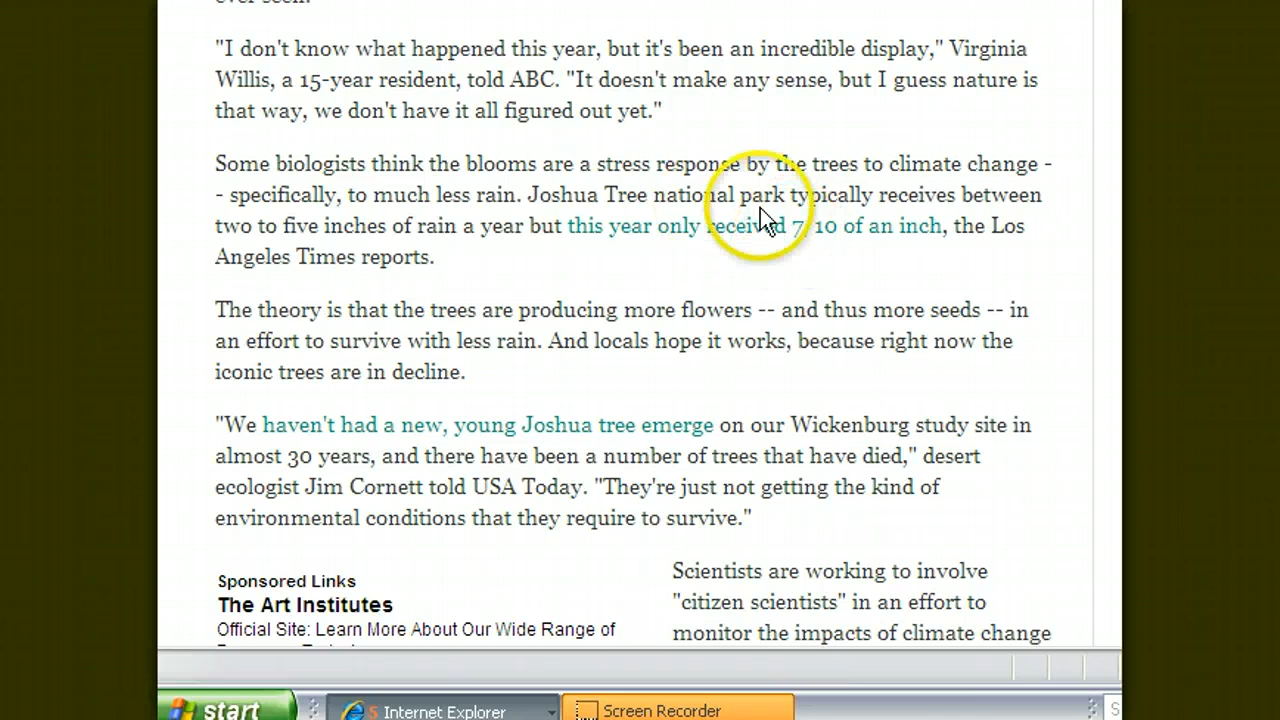 ever seen.
"I don't know what happened this year, but it's been an incredible display," Virginia
Willis, a 15-year resident, told ABC. "It doesn't make any sense, but I guess nature is
that way, we don't have it all figured out yet."
Some biologists think the blooms are a stress response by the trees to climate change -
- specifically, to much less rain. Joshua Tree national park typically receives between
two to five inches of rain a year but this year only received 7/10 of an inch, the Los
Angeles Times reports.
The theory is that the trees are producing more flowers -- and thus more seeds -- in
an effort to survive with less rain. And locals hope it works, because right now the
iconic trees are in decline.
"We haven't had a new, young Joshua tree emerge on our Wickenburg study site in
almost 30 years, and there have been a number of trees that have died," desert
ecologist Jim Cornett told USA Today. "They're just not getting the kind of
environmental conditions that they require to survive."
Sponsored Links
The Art Institutes
Official Site: Learn More About Our Wide Range of
Scientists are working to involve
"citizen scientists" in an effort to
monitor the impacts of climate change
start
5 Internet Explorer
Screen Recorder
S